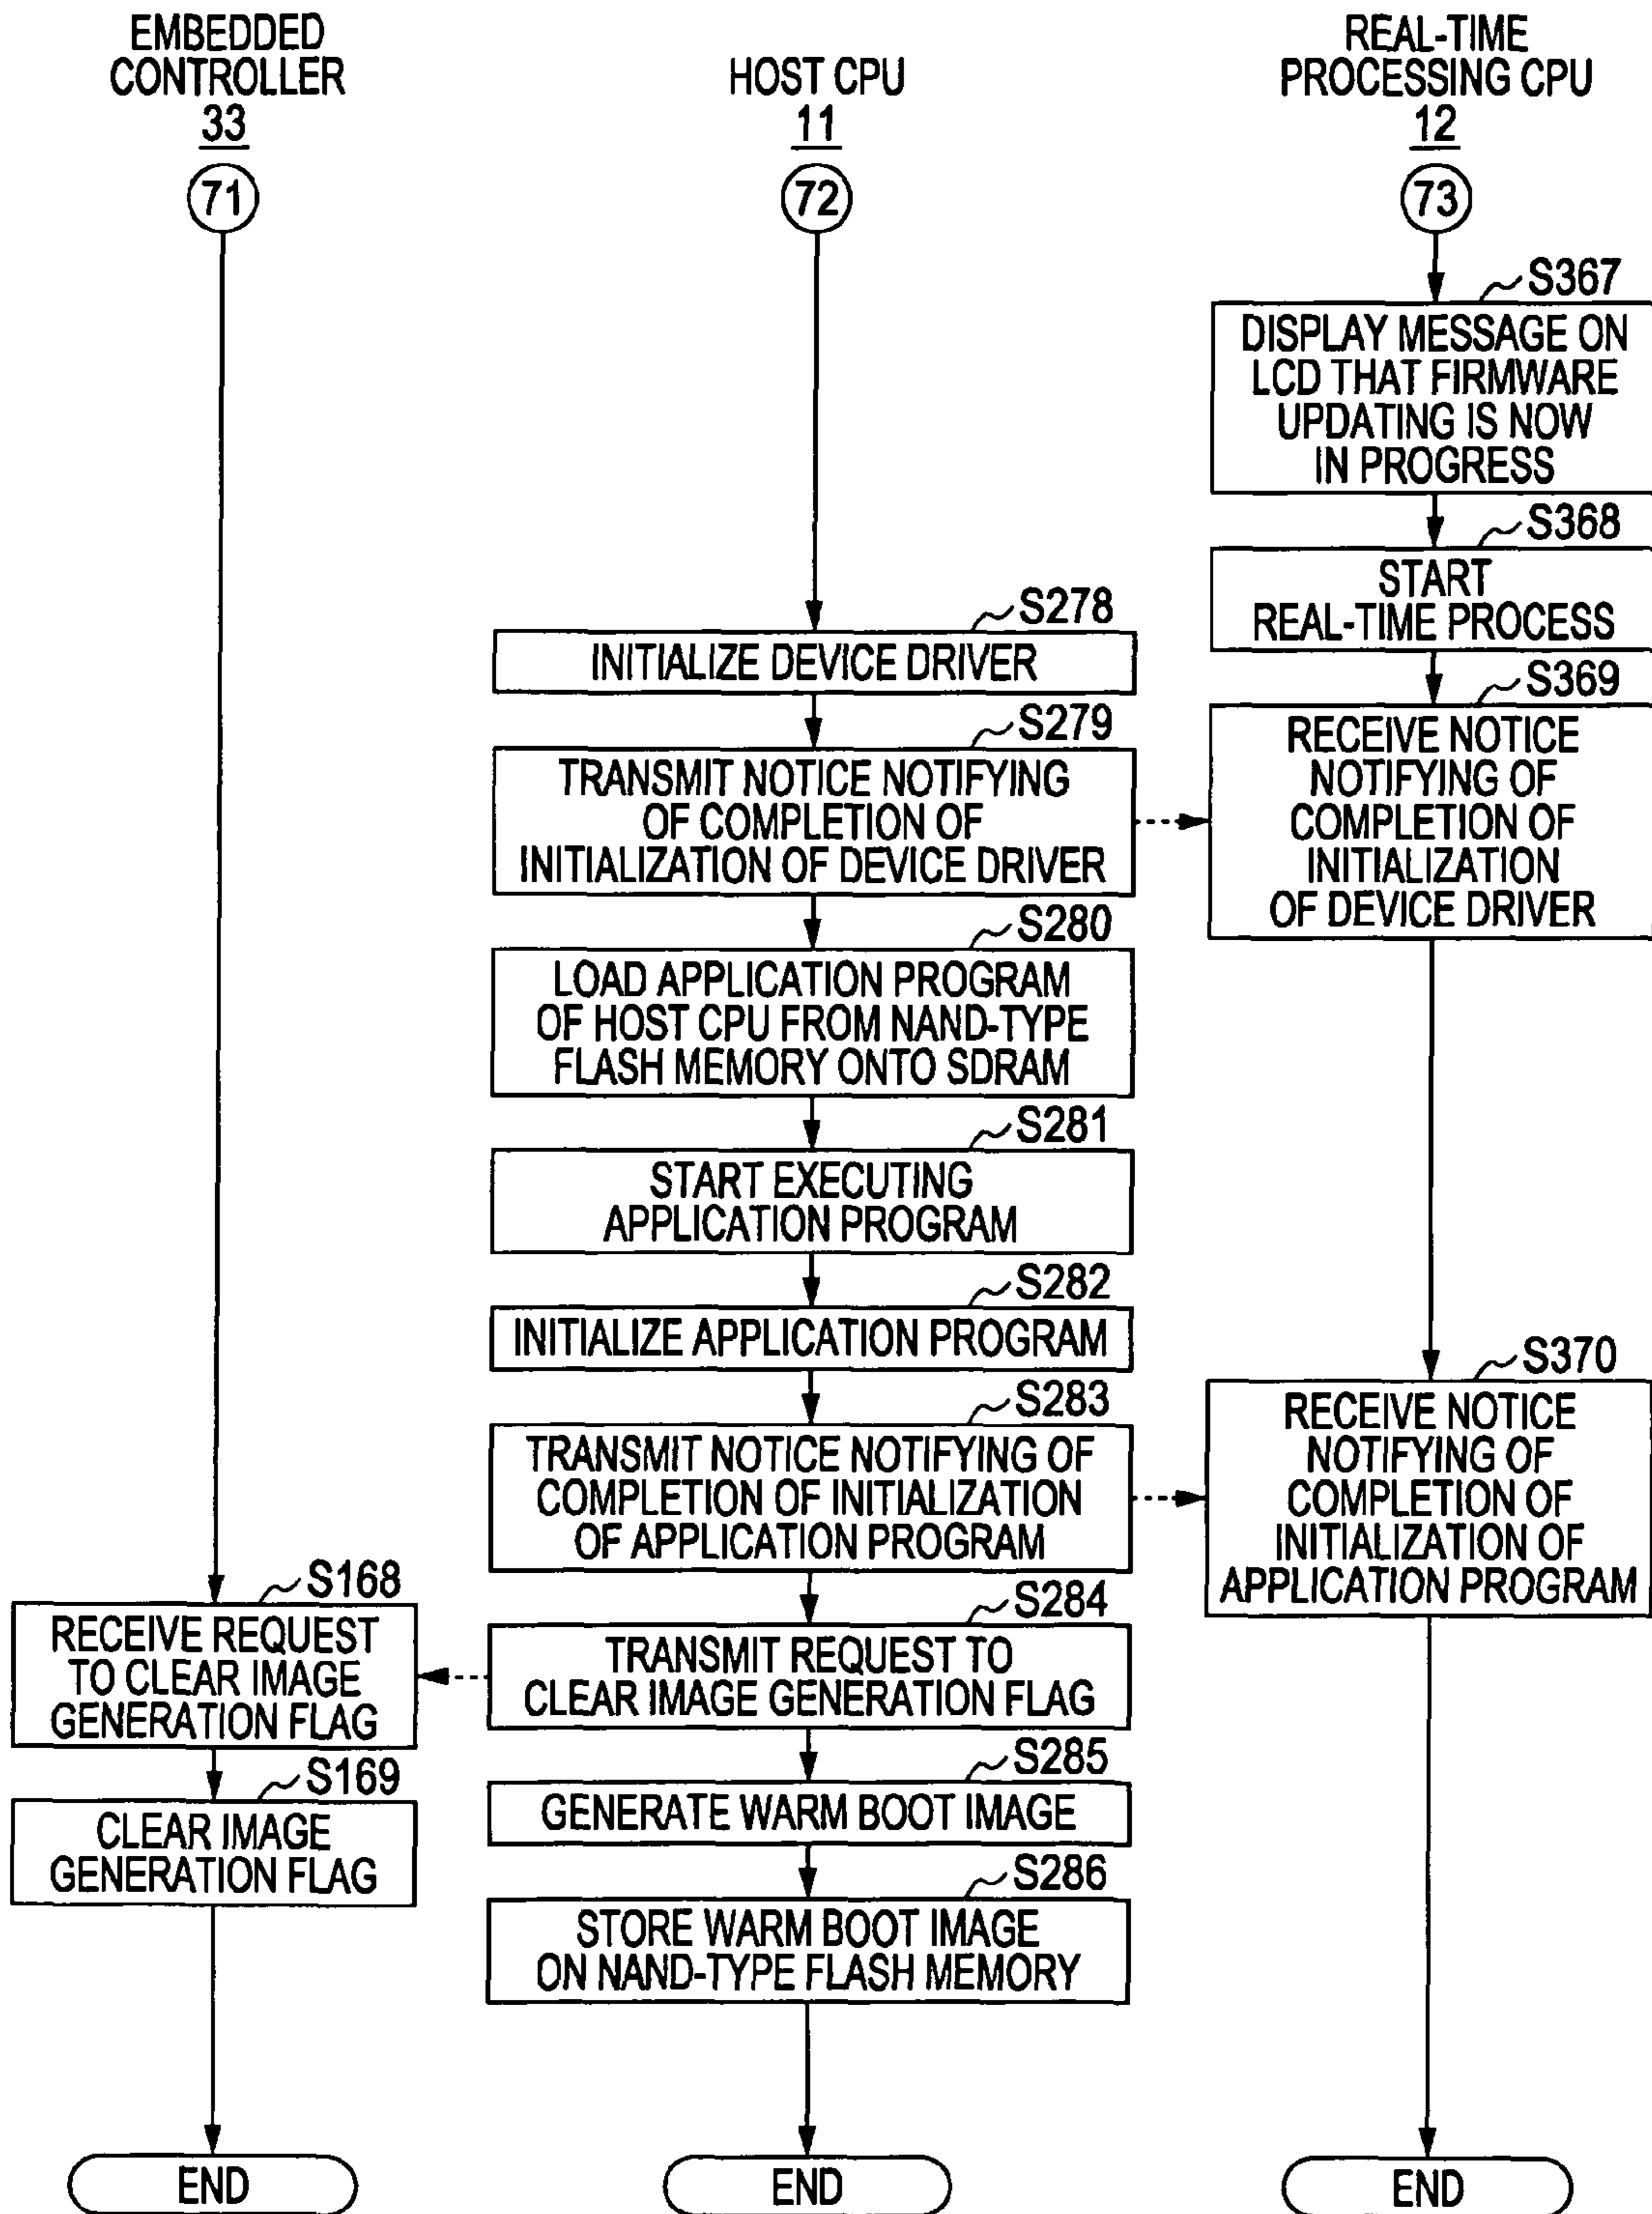 EMBEDDED
CONTROLLER
33
71
HOST CPU
11
72
REAL-TIME
PROCESSING CPU
12
73
S367
DISPLAY MESSAGE ON
LCD THAT FIRMWARE
UPDATING IS NOW
IN PROGRESS
S368
START
REAL-TIME PROCESS
S278
INITIALIZE DEVICE DRIVER
S279
TRANSMIT NOTICE NOTIFYING
OF COMPLETION OF
INITIALIZATION OF DEVICE DRIVER
S369
RECEIVE NOTICE
NOTIFYING OF
COMPLETION OF
INITIALIZATION
OF DEVICE DRIVER
S280
LOAD APPLICATION PROGRAM
OF HOST CPU FROM NAND-TYPE
FLASH MEMORY ONTO SDRAM
S281
START EXECUTING
APPLICATION PROGRAM
S282
INITIALIZE APPLICATION PROGRAM
S283
TRANSMIT NOTICE NOTIFYING OF
COMPLETION OF INITIALIZATION
OF APPLICATION PROGRAM
S370
RECEIVE NOTICE
NOTIFYING OF
COMPLETION OF
INITIALIZATION OF
APPLICATION PROGRAM
S284
TRANSMIT REQUEST TO
CLEAR IMAGE GENERATION FLAG
S168
RECEIVE REQUEST
TO CLEAR IMAGE
GENERATION FLAG
S169
CLEAR IMAGE
GENERATION FLAG
S285
GENERATE WARM BOOT IMAGE
S286
STORE WARM BOOT IMAGE
ON NAND-TYPE FLASH MEMORY
END
END
END